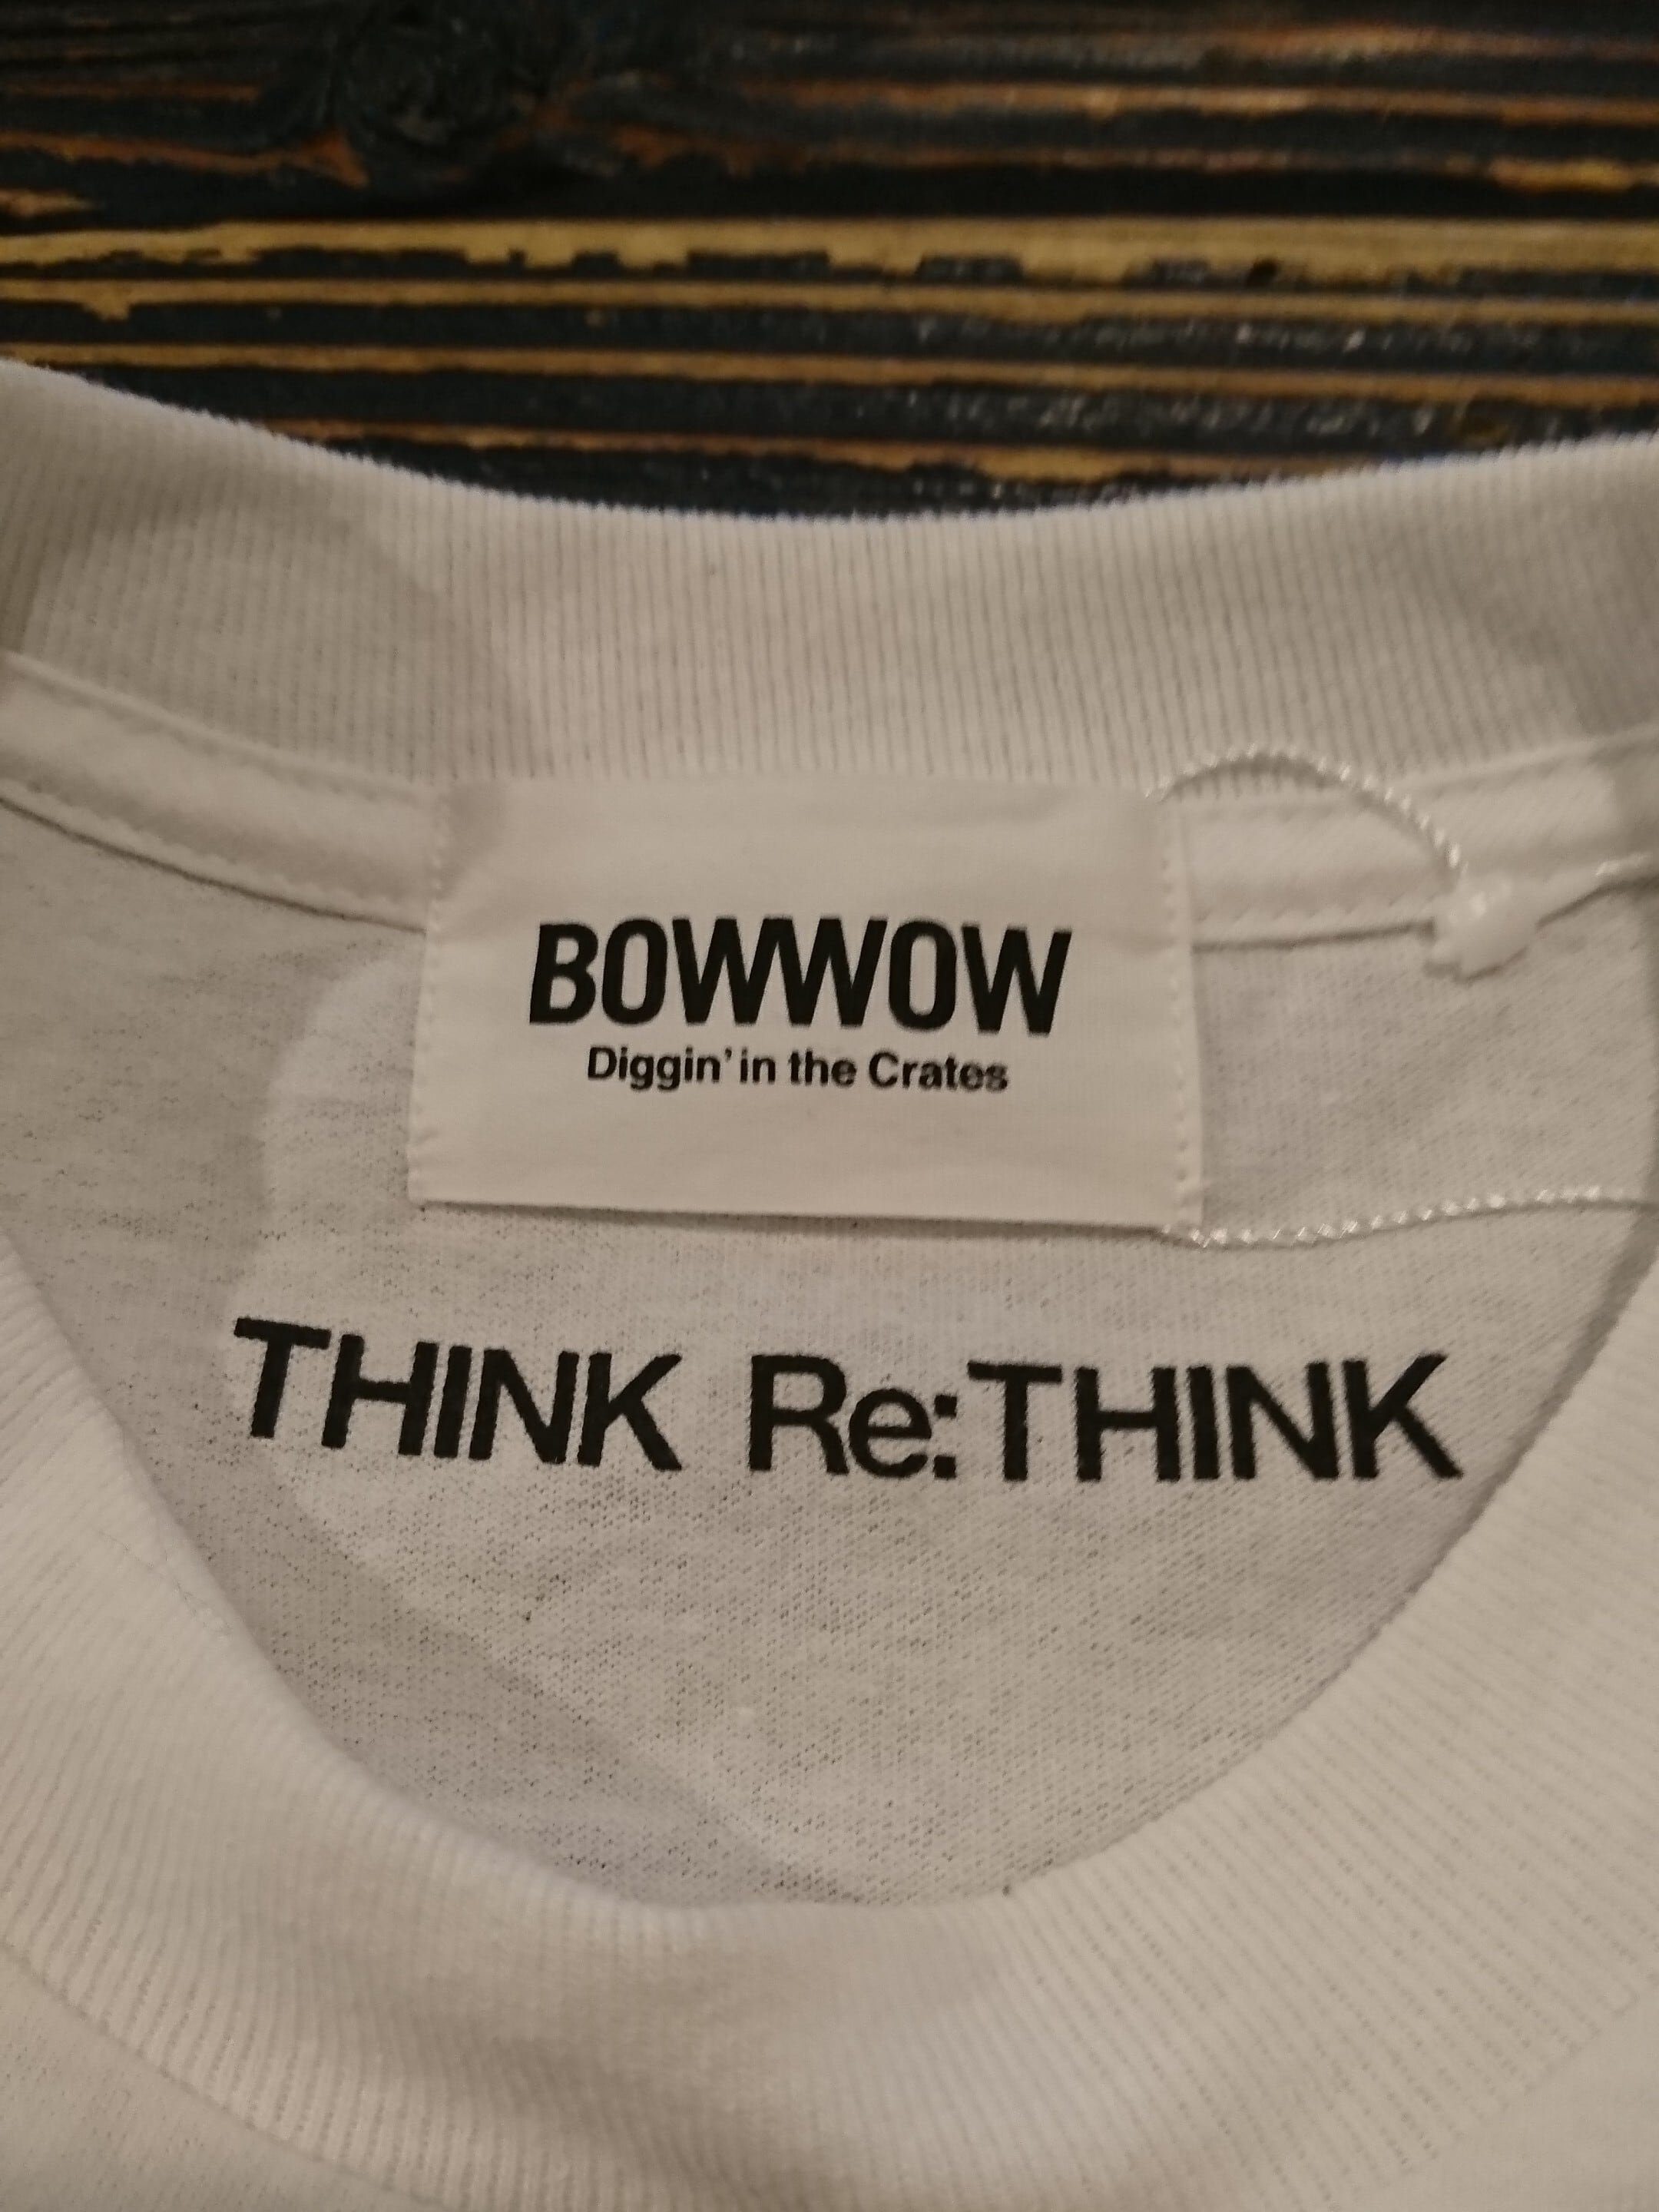 BOWWOW
Diggin' in the Crates
THINK Re:THINK